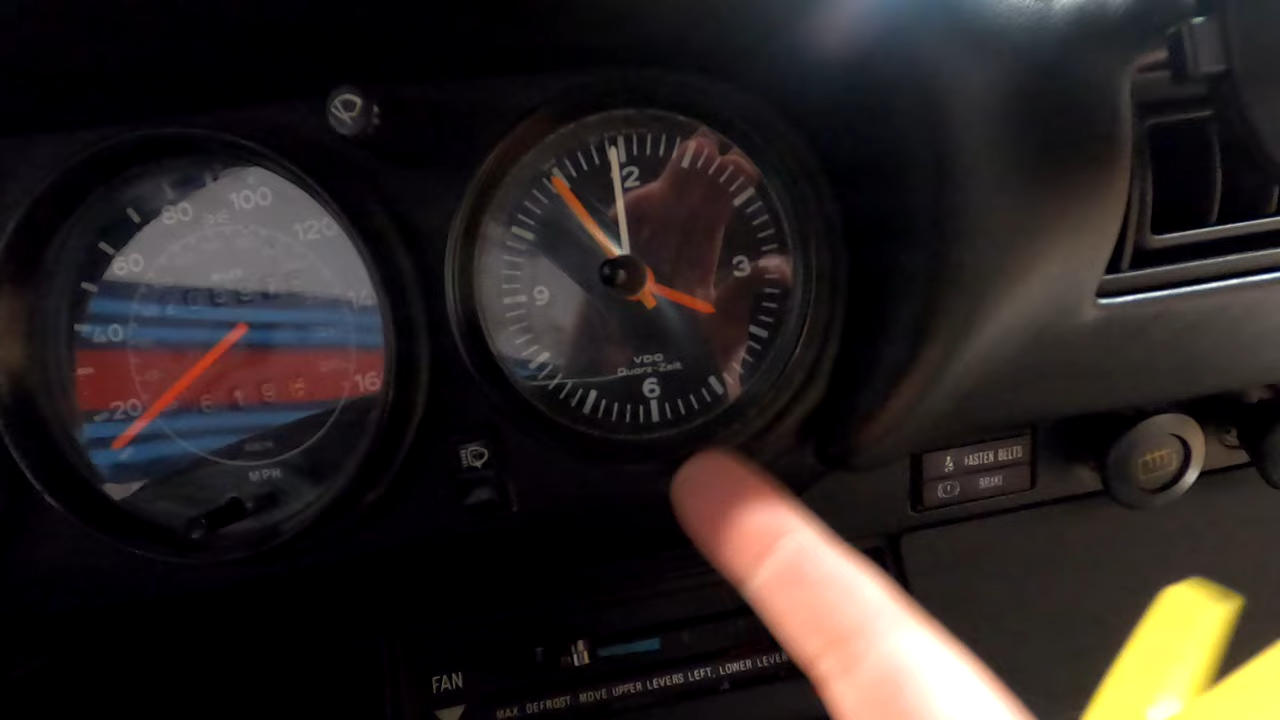 80
100
120
60
14
40
16
20
MPH
2
3
9
6
VDO
Quarz-Zeit
FASTEN BELTS
BRAKE
FAN
MAX. DEFROST: MOVE UPPER LEVERS LEFT, LOWER LEVER